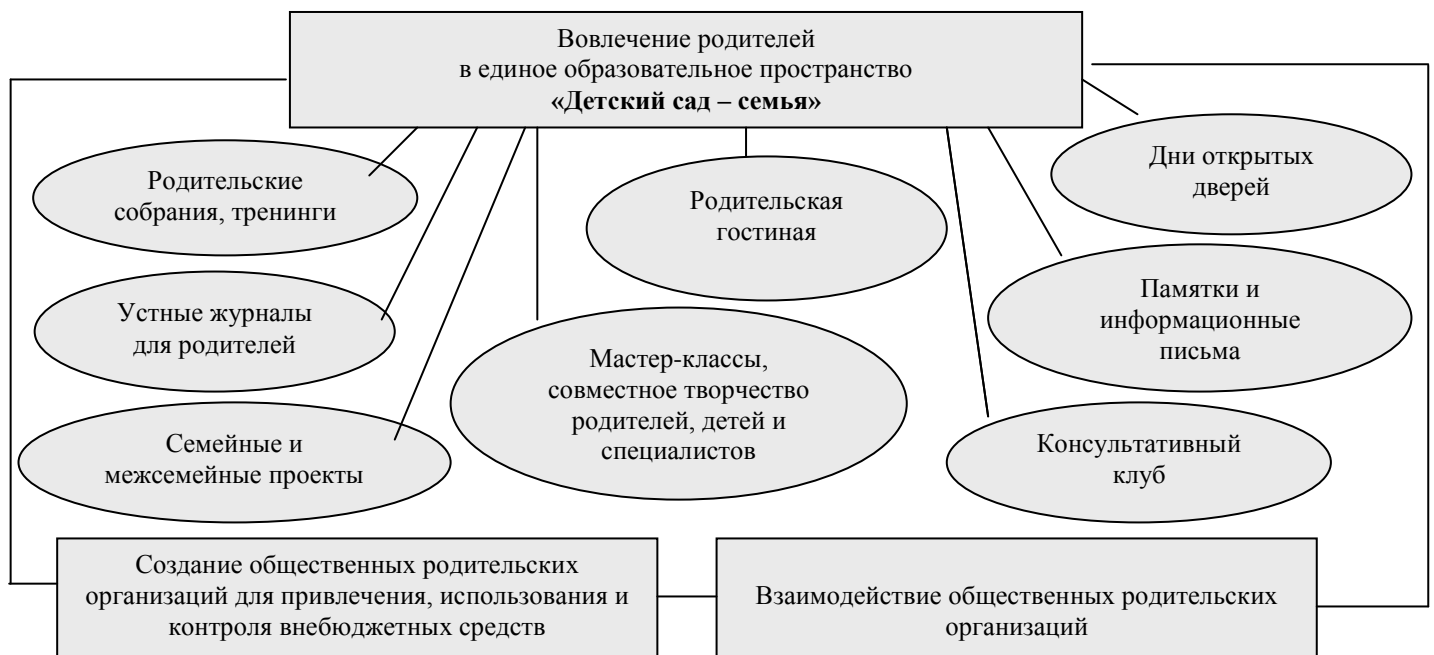 Вовлечение родителей
в единое образовательное пространство
«Детский сад – семья»
Родительские
собрания, тренинги
Родительская
гостиная
Дни открытых
дверей
Устные журналы
для родителей
Мастер-классы,
совместное творчество
родителей, детей и
специалистов
Памятки и
информационные
письма
Семейные и
межсемейные проекты
Консультативный
клуб
Создание общественных родительских
организаций для привлечения, использования и
контроля внебюджетных средств
Взаимодействие общественных родительских
организаций